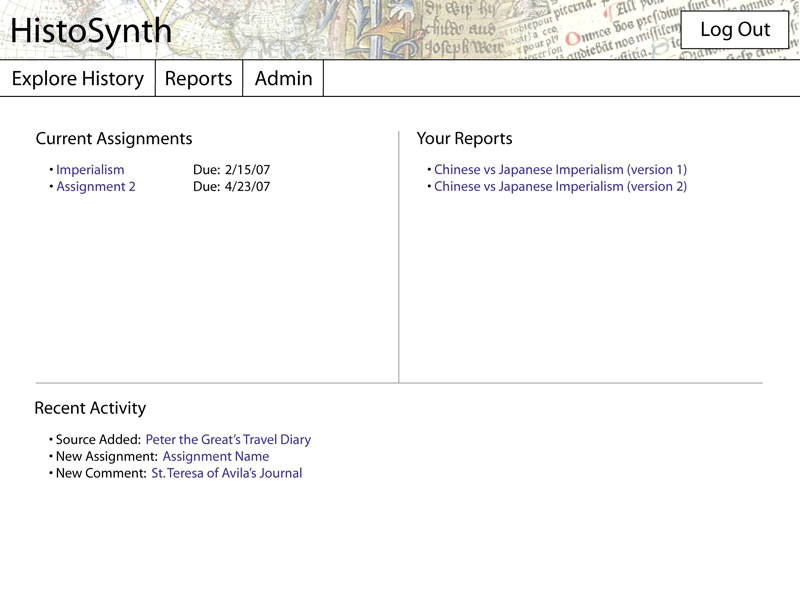 HistoSynth
Log Out
Explore History Reports Admin
Current Assignments
• Imperialism Due: 2/15/07
• Assignment 2 Due: 4/23/07
Your Reports
• Chinese vs Japanese Imperialism (version 1)
• Chinese vs Japanese Imperialism (version 2)
Recent Activity
• Source Added: Peter the Great's Travel Diary
• New Assignment: Assignment Name
• New Comment: St. Teresa of Avila's Journal